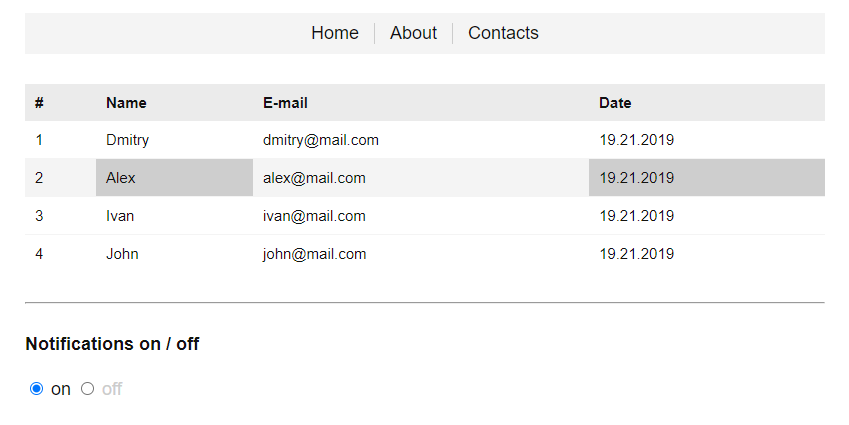 Home About Contacts
# Name E-mail Date
1 Dmitry dmitry@mail.com 19.21.2019
2 Alex alex@mail.com 19.21.2019
3 Ivan ivan@mail.com 19.21.2019
4 John john@mail.com 19.21.2019
Notifications on / off
on off